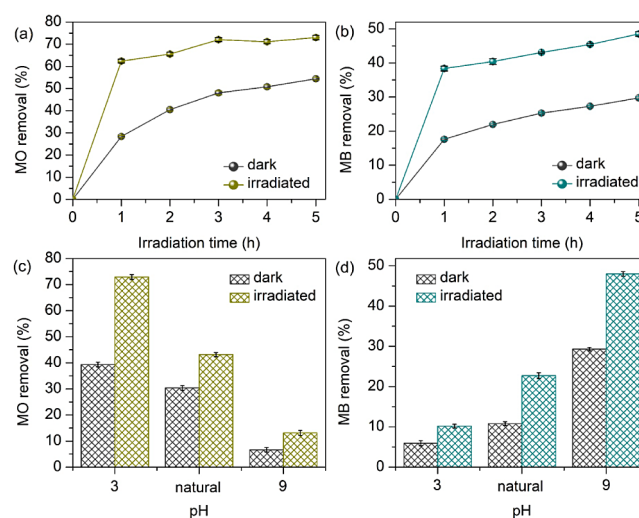 (a)
80
70
60
50
40
30
20
10
0
MO removal (%)
dark
irradiated
0 1 2 3 4 5
Irradiation time (h)
(b)
50
40
30
20
10
0
MB removal (%)
dark
irradiated
0 1 2 3 4 5
Irradiation time (h)
(c)
80
70
60
50
40
30
20
10
0
MO removal (%)
dark
irradiated
3 natural 9
pH
(d)
50
40
30
20
10
0
MB removal (%)
dark
irradiated
3 natural 9
pH